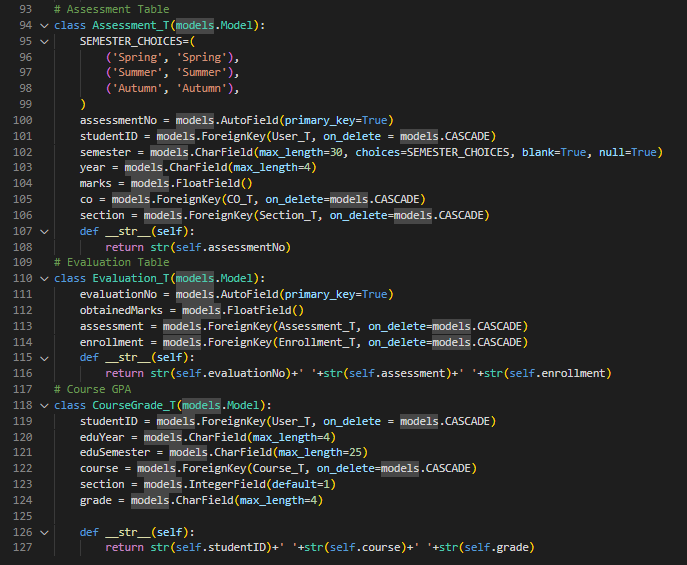 93 # Assessment Table
94 class Assessment_T(models.Model):
95     SEMESTER_CHOICES=(
96         ('Spring', 'Spring'),
97         ('Summer', 'Summer'),
98         ('Autumn', 'Autumn'),
99     )
100     assessmentNo = models.AutoField(primary_key=True)
101     studentID = models.ForeignKey(User_T, on_delete = models.CASCADE)
102     semester = models.CharField(max_length=30, choices=SEMESTER_CHOICES, blank=True, null=True)
103     year = models.CharField(max_length=4)
104     marks = models.FloatField()
105     co = models.ForeignKey(CO_T, on_delete=models.CASCADE)
106     section = models.ForeignKey(Section_T, on_delete=models.CASCADE)
107     def __str__(self):
108         return str(self.assessmentNo)
109 # Evaluation Table
110 class Evaluation_T(models.Model):
111     evaluationNo = models.AutoField(primary_key=True)
112     obtainedMarks = models.FloatField()
113     assessment = models.ForeignKey(Assessment_T, on_delete=models.CASCADE)
114     enrollment = models.ForeignKey(Enrollment_T, on_delete=models.CASCADE)
115     def __str__(self):
116         return str(self.evaluationNo)+' '+str(self.assessment)+' '+str(self.enrollment)
117 # Course GPA
118 class CourseGrade_T(models.Model):
119     studentID = models.ForeignKey(User_T, on_delete = models.CASCADE)
120     eduYear = models.CharField(max_length=4)
121     eduSemester = models.CharField(max_length=25)
122     course = models.ForeignKey(Course_T, on_delete=models.CASCADE)
123     section = models.IntegerField(default=1)
124     grade = models.CharField(max_length=4)
125
126     def __str__(self):
127         return str(self.studentID)+' '+str(self.course)+' '+str(self.grade)